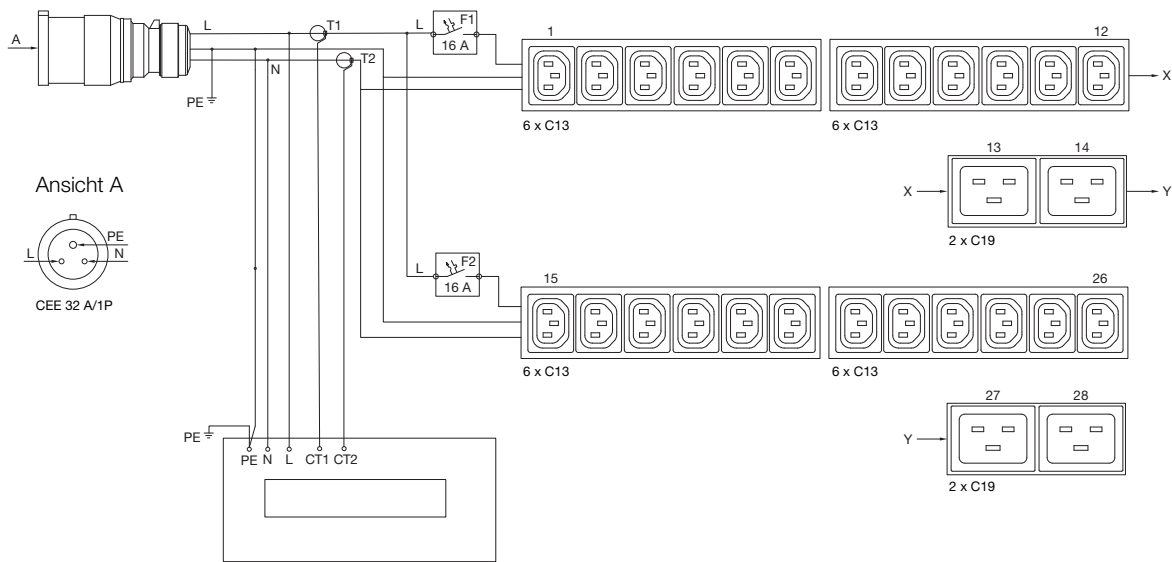 A
L
T1
L
F1
16 A
1
12
X
T2
N
PE
6 x C13
6 x C13
13
14
X
Y
2 x C19
Ansicht A
PE
L
N
CEE 32 A/1P
L
F2
16 A
15
26
6 x C13
6 x C13
27
28
Y
2 x C19
PE
PE N L CT1 CT2